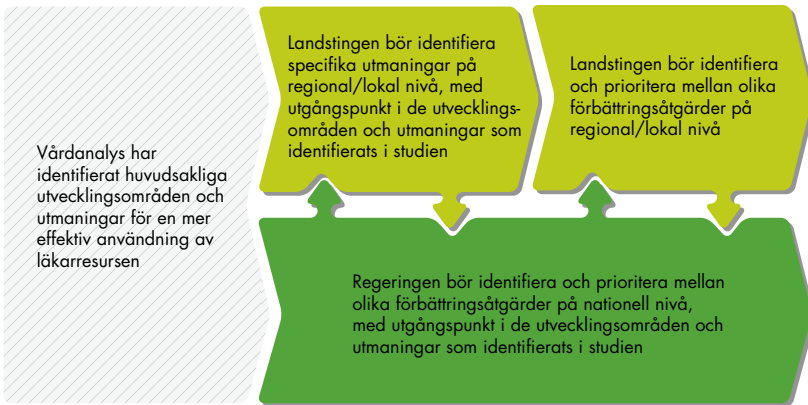 Vårdanalys har
identifierat huvudsakliga
utvecklingsområden och
utmaningar för en mer
effektiv användning av
läkarresursen
Landstingen bör identifiera
specifika utmaningar på
regional/lokal nivå, med
utgångspunkt i de utvecklings-
områden och utmaningar som
identifierats i studien
Landstingen bör identifiera
och prioritera mellan olika
förbättringsåtgärder på
regional/lokal nivå
Regeringen bör identifiera och prioritera mellan
olika förbättringsåtgärder på nationell nivå,
med utgångspunkt i de utvecklingsområden och
utmaningar som identifierats i studien